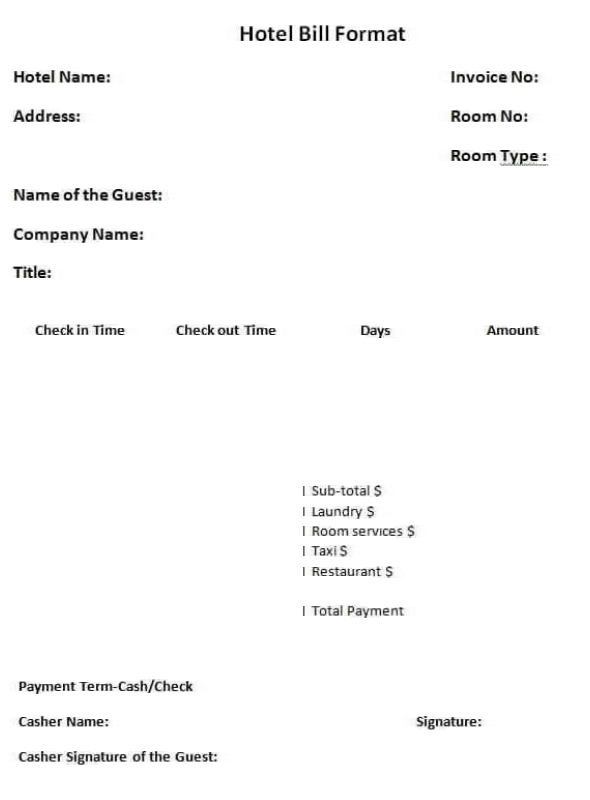 Hotel Bill Format
Hotel Name: Invoice No:
Address: Room No:
Room Type :
Name of the Guest:
Company Name:
Title:
Check in Time Check out Time Days Amount
| Sub-total $
| Laundry $
| Room services $
| Taxi $
| Restaurant $
| Total Payment
Payment Term-Cash/Check
Casher Name: Signature:
Casher Signature of the Guest: